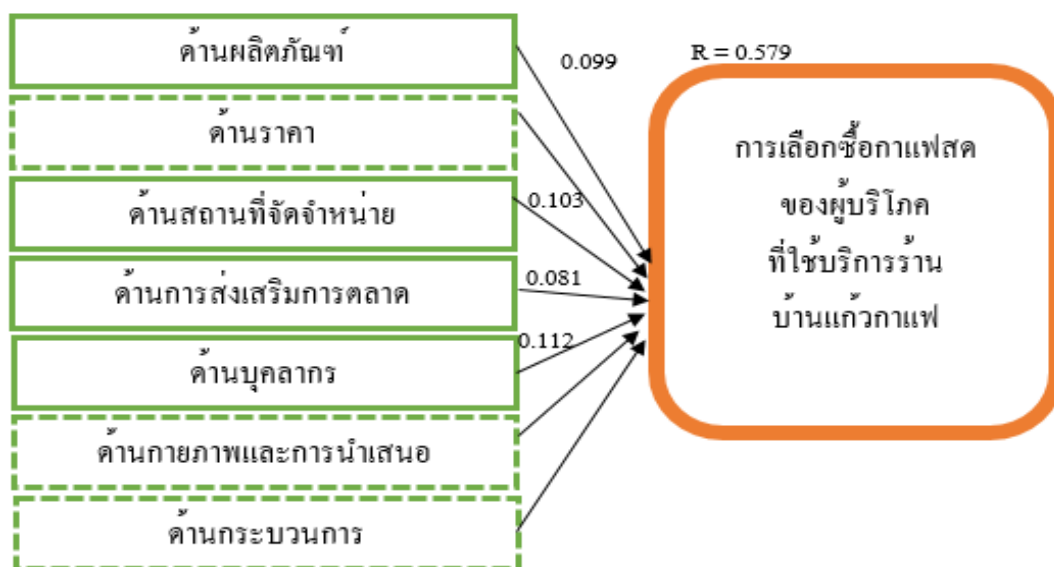 ด้านผลิตภัณฑ์
0.099
R = 0.579
ด้านราคา
ด้านสถานที่จัดจำหน่าย
0.103
ด้านการส่งเสริมการตลาด
0.081
ด้านบุคลากร
0.112
ด้านกายภาพและการนำเสนอ
ด้านกระบวนการ
การเลือกซื้อกาแฟสด
ของผู้บริโภค
ที่ใช้บริการร้าน
บ้านแก้วกาแฟ